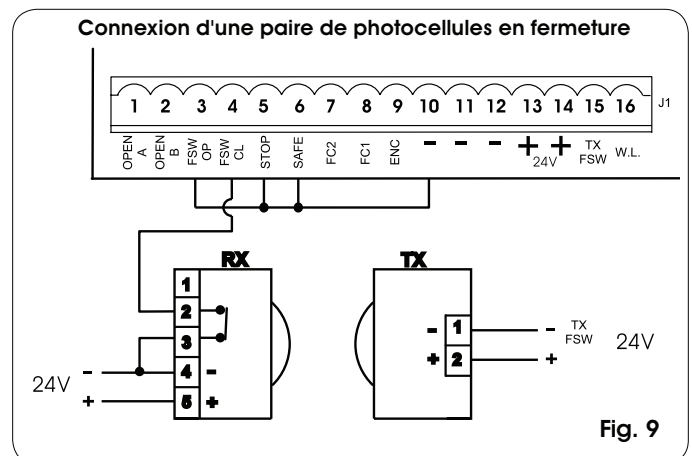 Connexion d'une paire de photocellules en fermeture
1 2 3 4 5 6 7 8 9 10 11 12 13 14 15 16 J1
OPEN A
OPEN B
FSW OP
FSW CL
STOP
SAFE
FC2
FC1
ENC
- - -
+ +
24V
TX FSW
W.L.
RX
TX
1
2
3
4 -
5 +
24V
-
+
- 1
+ 2
- TX
FSW
+
24V
Fig. 9